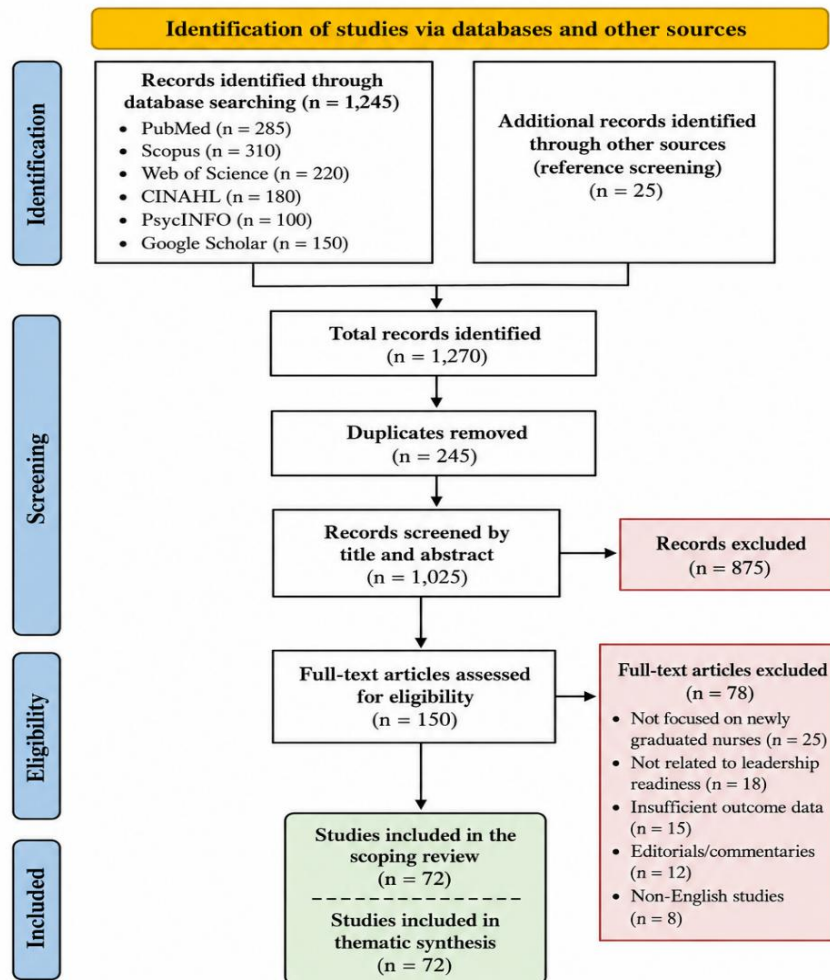 Identification of studies via databases and other sources
Identification
Records identified through
database searching (n = 1,245)
• PubMed (n = 285)
• Scopus (n = 310)
• Web of Science (n = 220)
• CINAHL (n = 180)
• PsycINFO (n = 100)
• Google Scholar (n = 150)
Additional records identified
through other sources
(reference screening)
(n = 25)
Screening
Total records identified
(n = 1,270)
Duplicates removed
(n = 245)
Records screened by
title and abstract
(n = 1,025)
Records excluded
(n = 875)
Eligibility
Full-text articles assessed
for eligibility
(n = 150)
Full-text articles excluded
(n = 78)
• Not focused on newly
graduated nurses (n = 25)
• Not related to leadership
readiness (n = 18)
• Insufficient outcome data
(n = 15)
• Editorials/commentaries
(n = 12)
• Non-English studies
(n = 8)
Included
Studies included in the
scoping review
(n = 72)
Studies included in
thematic synthesis
(n = 72)